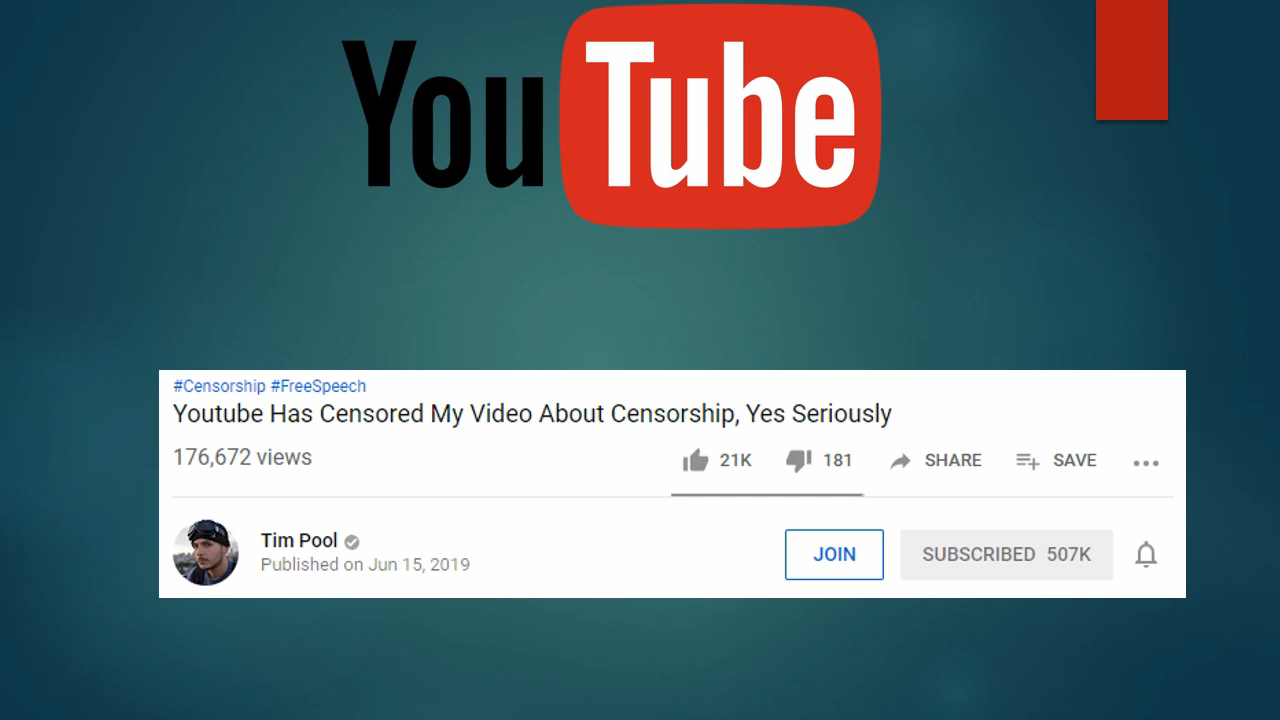 YouTube
#Censorship #FreeSpeech
Youtube Has Censored My Video About Censorship, Yes Seriously
176,672 views
21K 181 SHARE SAVE
Tim Pool
Published on Jun 15, 2019
JOIN SUBSCRIBED 507K